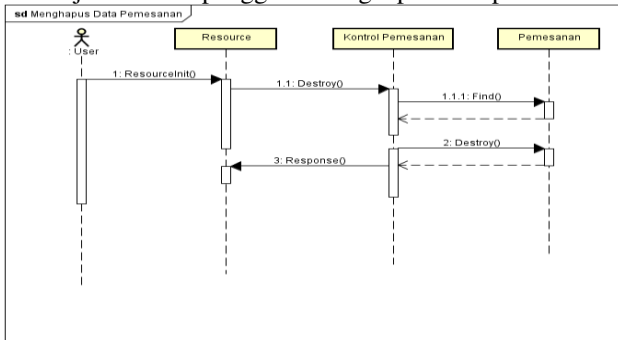 sd Menghapus Data Pemesanan
: User
Resource
Kontrol Pemesanan
Pemesanan
1: ResourceInit()
1.1: Destroy()
1.1.1: Find()
2: Destroy()
3: Response()